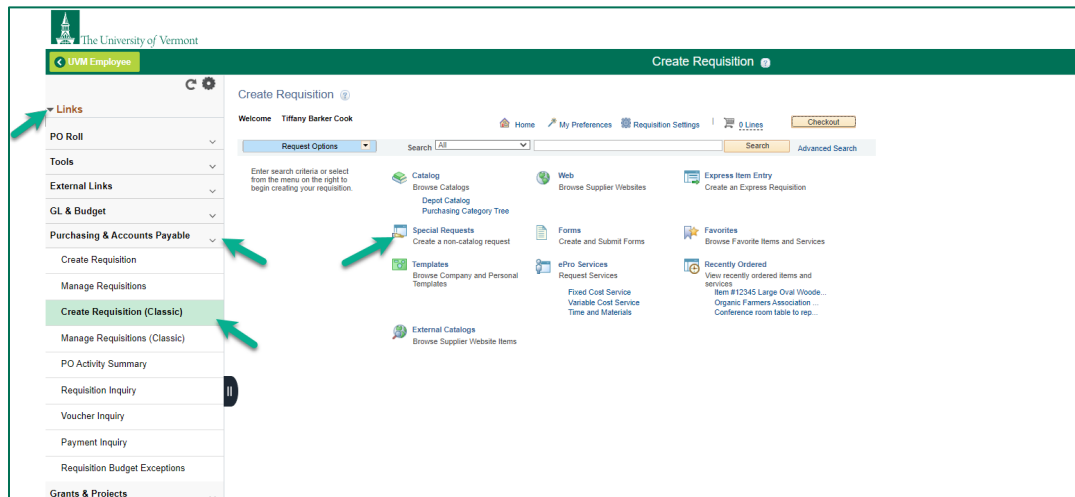 The University of Vermont
UVM Employee
Create Requisition
Links
PO Roll
Tools
External Links
GL & Budget
Purchasing & Accounts Payable
Create Requisition
Manage Requisitions
Create Requisition (Classic)
Manage Requisitions (Classic)
PO Activity Summary
Requisition Inquiry
Voucher Inquiry
Payment Inquiry
Requisition Budget Exceptions
Grants & Projects
Create Requisition
Welcome Tiffany Barker Cook
Home My Preferences Requisition Settings 0 Lines Checkout
Request Options Search All Search Advanced Search
Enter search criteria or select
from the menu on the right to
begin creating your requisition.
Catalog
Browse Catalogs
Depot Catalog
Purchasing Category Tree
Web
Browse Supplier Websites
Express Item Entry
Create an Express Requisition
Special Requests
Create a non-catalog request
Forms
Create and Submit Forms
Favorites
Browse Favorite Items and Services
Templates
Browse Company and Personal
Templates
ePro Services
Request Services
Fixed Cost Service
Variable Cost Service
Time and Materials
Recently Ordered
View recently ordered items and
services
Item #12345 Large Oval Woode...
Organic Farmers Association ...
Conference room table to rep...
External Catalogs
Browse Supplier Website Items